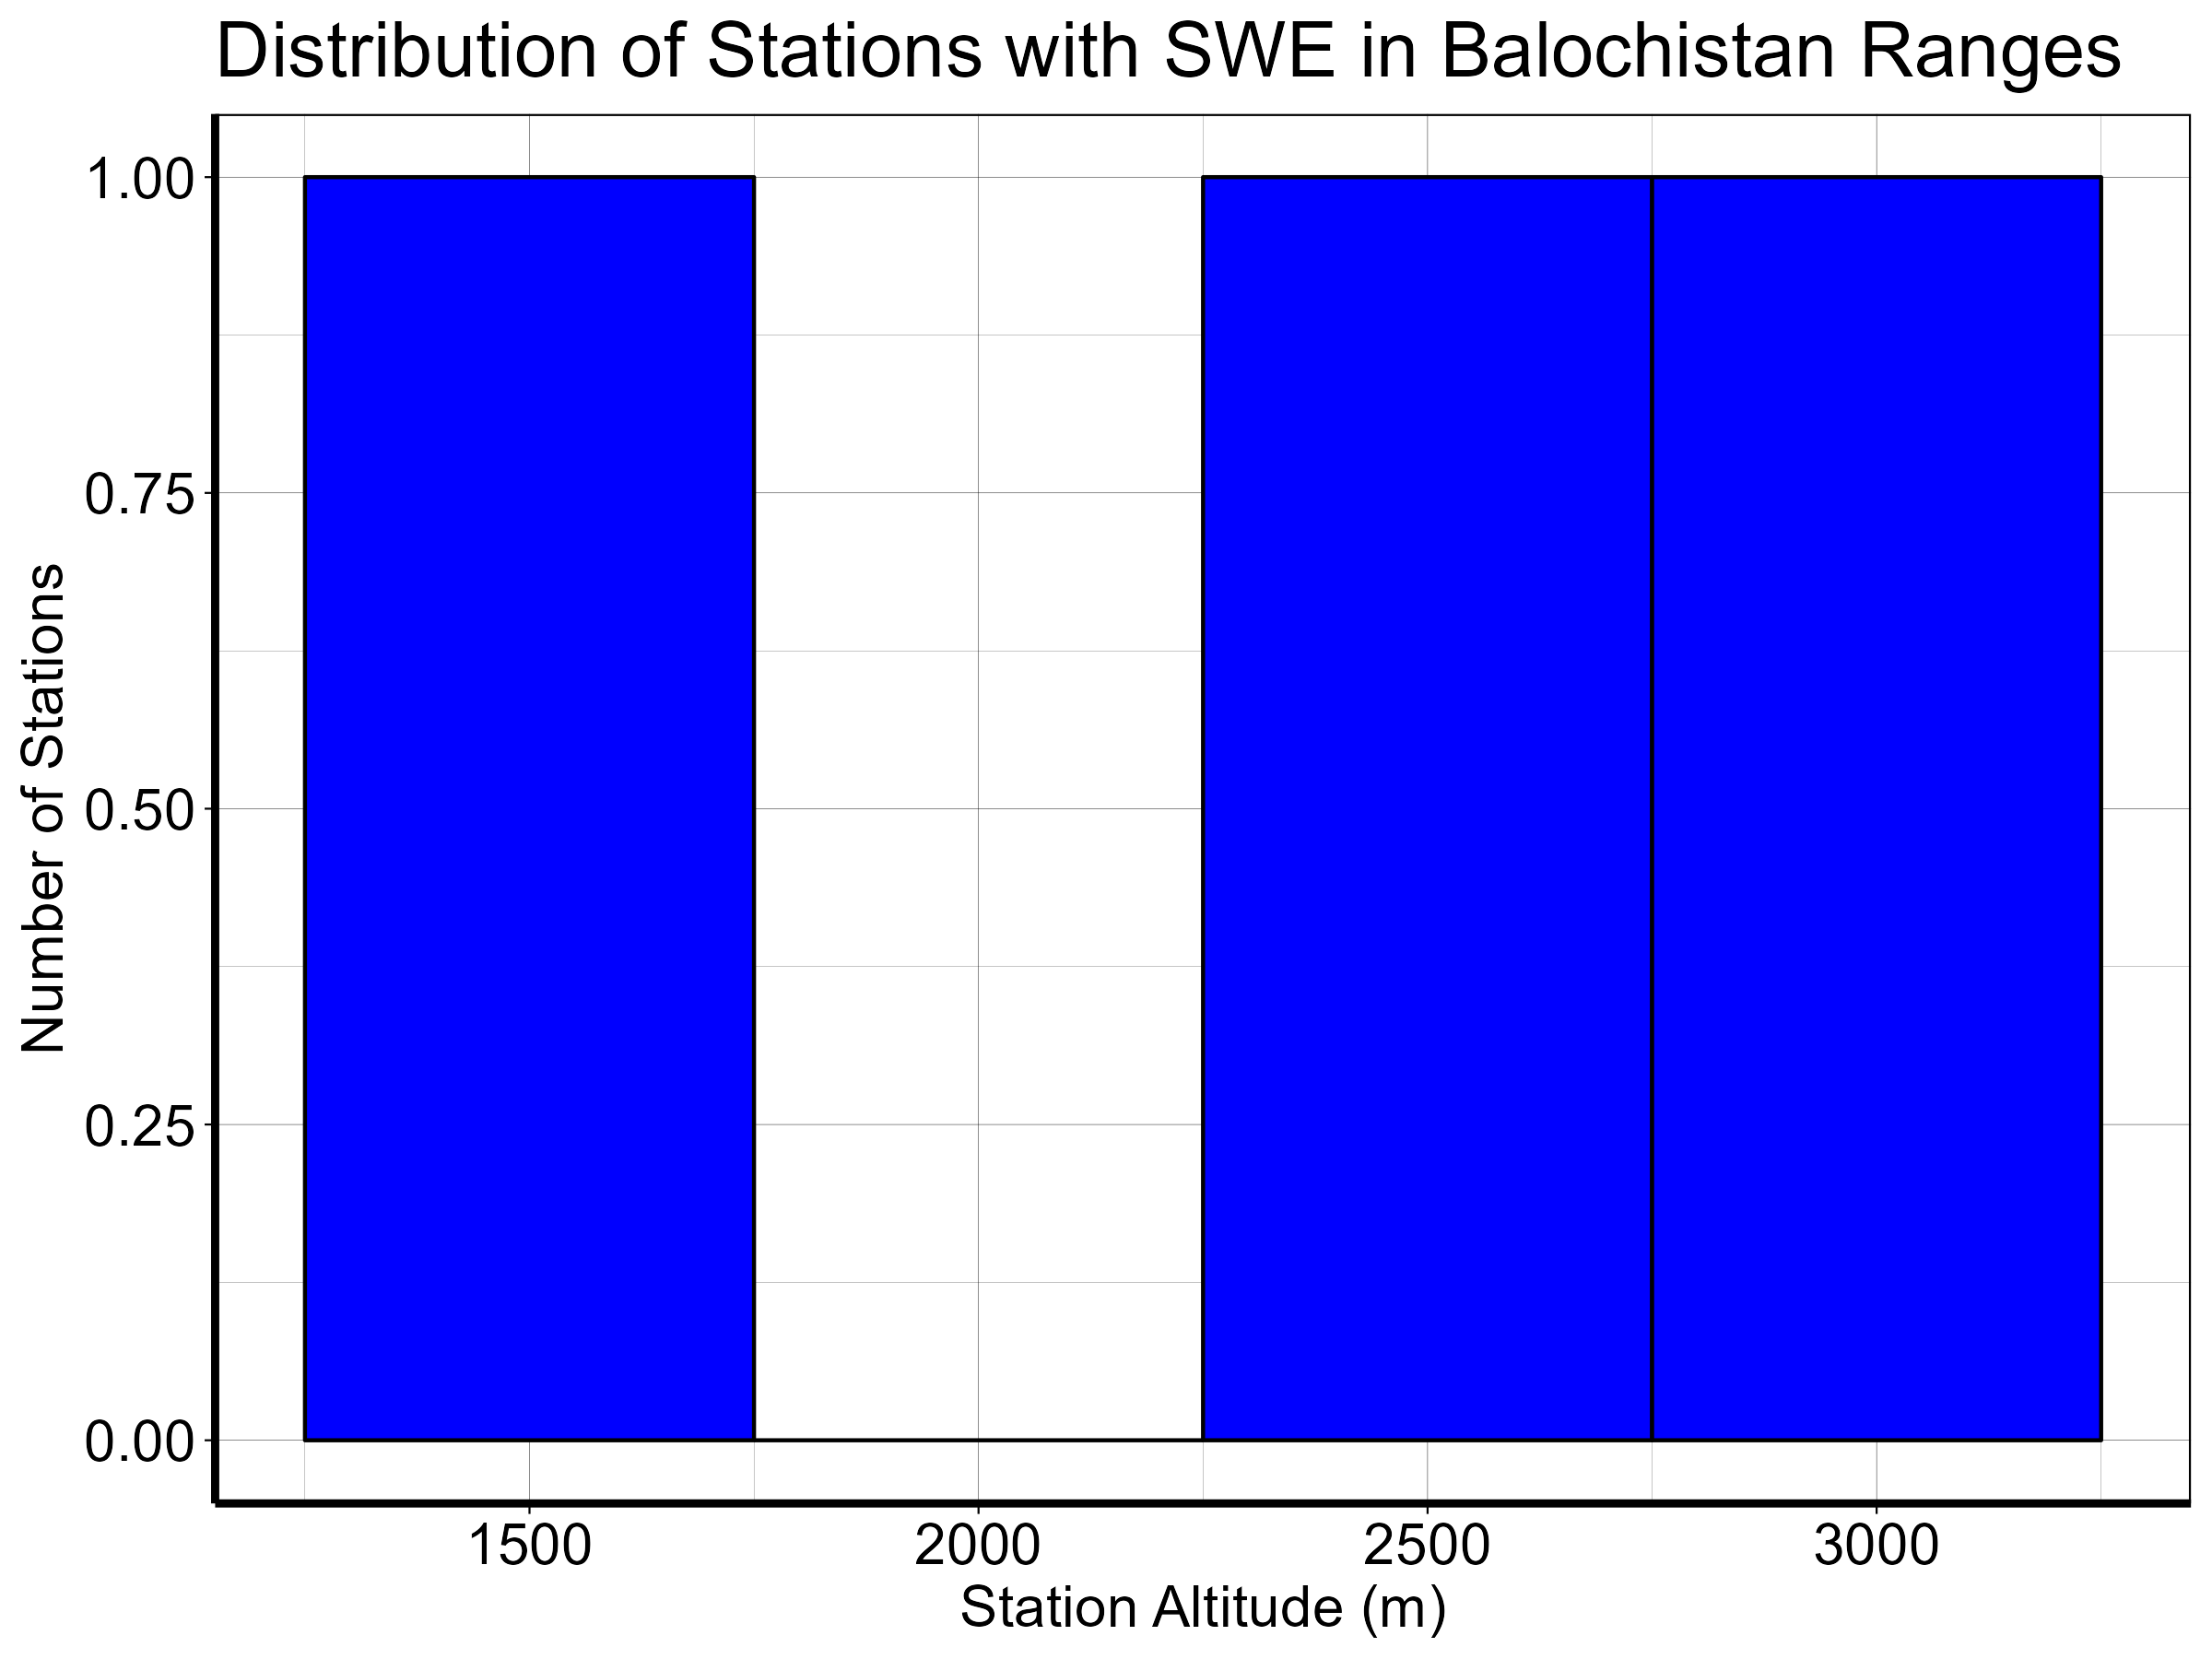 Distribution of Stations with SWE in Balochistan Ranges
1.00
0.75
0.50
0.25
0.00
Number of Stations
1500 2000 2500 3000
Station Altitude (m)